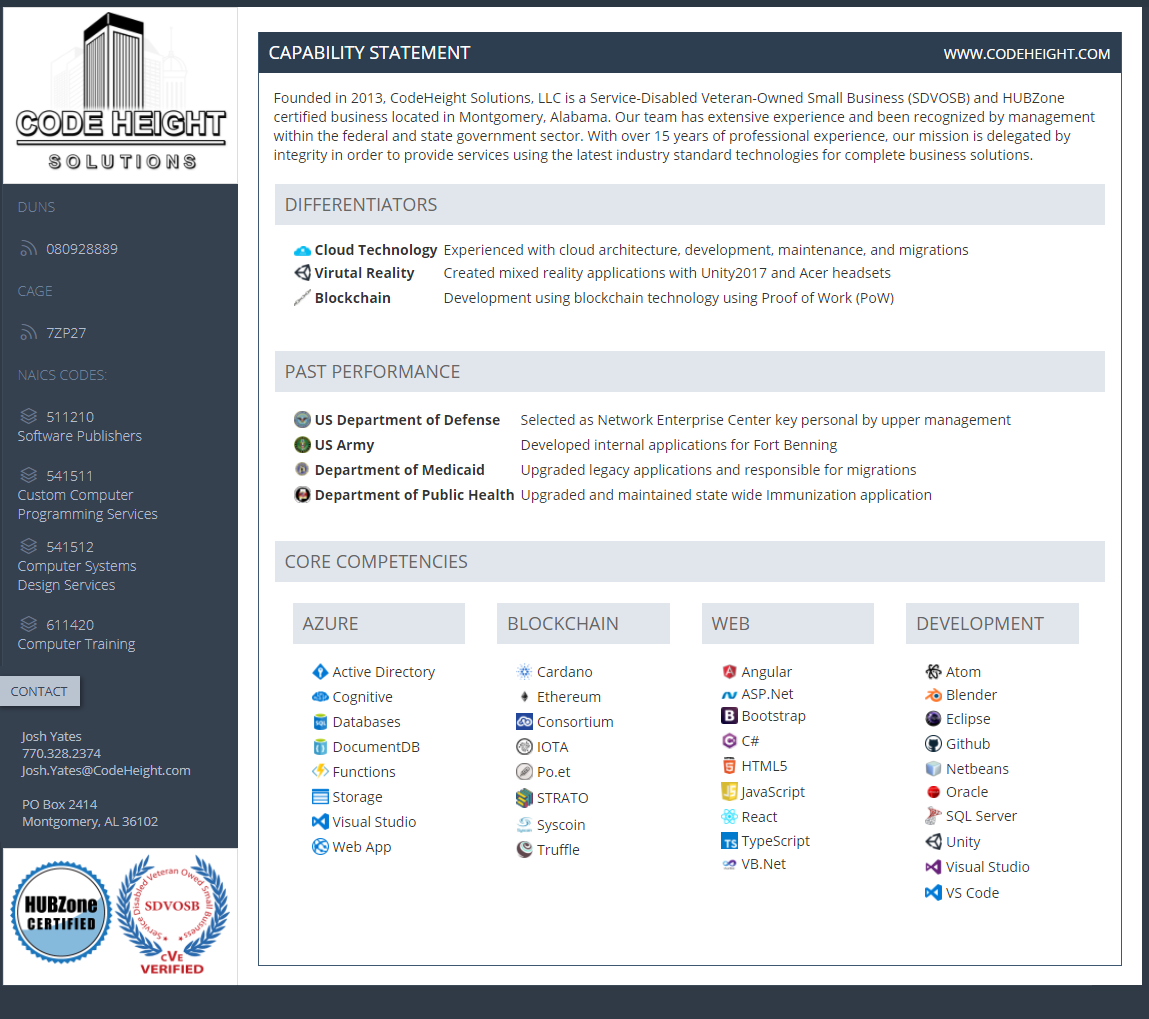 CODE HEIGHT
SOLUTIONS
DUNS
080928889
CAGE
7ZP27
NAICS CODES:
511210
Software Publishers
541511
Custom Computer
Programming Services
541512
Computer Systems
Design Services
611420
Computer Training
CONTACT
Josh Yates
770.328.2374
Josh.Yates@CodeHeight.com
PO Box 2414
Montgomery, AL 36102
HUBZone
CERTIFIED
Service Disabled Veteran Owed Small Business
SDVOSB
CVE
VERIFIED
CAPABILITY STATEMENT
WWW.CODEHEIGHT.COM
Founded in 2013, CodeHeight Solutions, LLC is a Service-Disabled Veteran-Owned Small Business (SDVOSB) and HUBZone
certified business located in Montgomery, Alabama. Our team has extensive experience and been recognized by management
within the federal and state government sector. With over 15 years of professional experience, our mission is delegated by
integrity in order to provide services using the latest industry standard technologies for complete business solutions.
DIFFERENTIATORS
Cloud Technology Experienced with cloud architecture, development, maintenance, and migrations
Virutal Reality Created mixed reality applications with Unity2017 and Acer headsets
Blockchain Development using blockchain technology using Proof of Work (PoW)
PAST PERFORMANCE
US Department of Defense Selected as Network Enterprise Center key personal by upper management
US Army Developed internal applications for Fort Benning
Department of Medicaid Upgraded legacy applications and responsible for migrations
Department of Public Health Upgraded and maintained state wide Immunization application
CORE COMPETENCIES
AZURE
Active Directory
Cognitive
Databases
DocumentDB
Functions
Storage
Visual Studio
Web App
BLOCKCHAIN
Cardano
Ethereum
Consortium
IOTA
Po.et
STRATO
Syscoin
Truffle
WEB
Angular
ASP.Net
Bootstrap
C#
HTML5
JavaScript
React
TypeScript
VB.Net
DEVELOPMENT
Atom
Blender
Eclipse
Github
Netbeans
Oracle
SQL Server
Unity
Visual Studio
VS Code